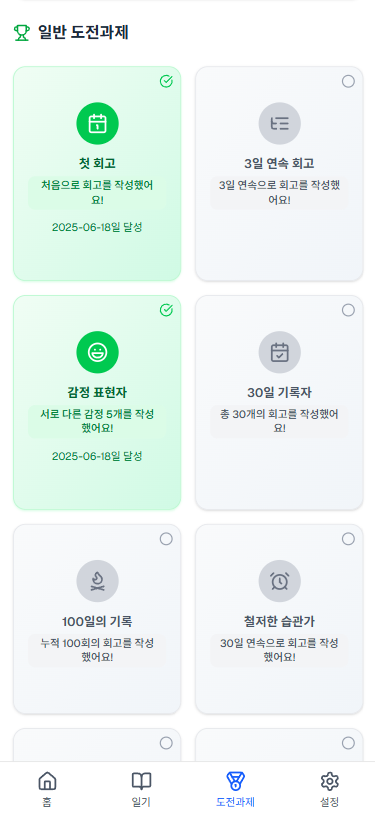 일반 도전과제
첫 회고
처음으로 회고를 작성했어
요!
2025-06-18일 달성
3일 연속 회고
3일 연속으로 회고를 작성했
어요!
감정 표현자
서로 다른 감정 5개를 작성
했어요!
2025-06-18일 달성
30일 기록자
총 30개의 회고를 작성했어
요!
100일의 기록
누적 100회의 회고를 작성
했어요!
철저한 습관가
30일 연속으로 회고를 작성
했어요!
홈
일기
도전과제
설정